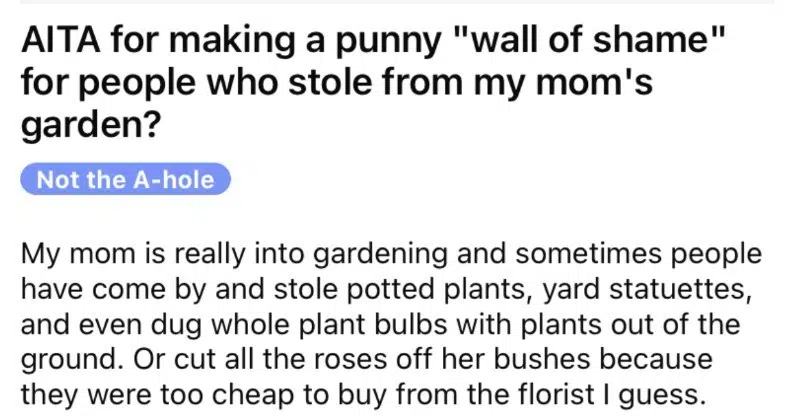 AITA for making a punny "wall of shame"
for people who stole from my mom's
garden?
Not the A-hole
My mom is really into gardening and sometimes people
have come by and stole potted plants, yard statuettes,
and even dug whole plant bulbs with plants out of the
ground. Or cut all the roses off her bushes because
they were too cheap to buy from the florist I guess.